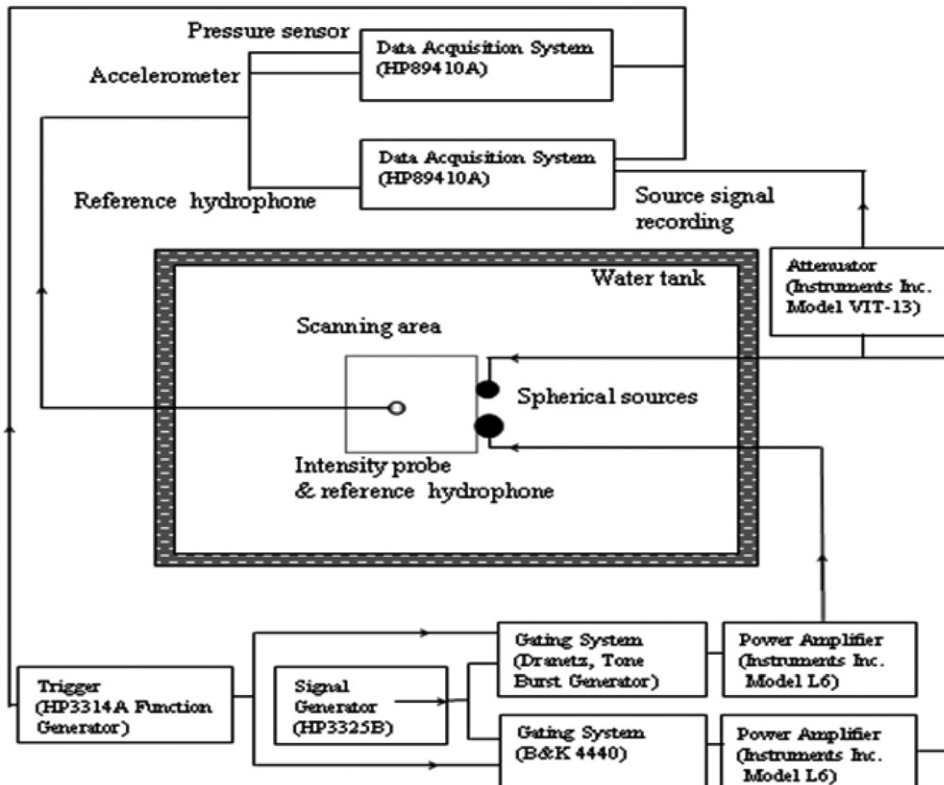 Pressure sensor
Data Acquisition System
(HP89410A)
Accelerometer
Data Acquisition System
(HP89410A)
Reference hydrophone
Source signal
recording
Water tank
Attenuator
(Instruments Inc.
Model VIT-13)
Scanning area
Spherical sources
Intensity probe
& reference hydrophone
Trigger
(HP3314A Function
Generator)
Signal
Generator
(HP3325B)
Gating System
(Dranetz, Tone
Burst Generator)
Power Amplifier
(Instruments Inc.
Model L6)
Gating System
(B&K 4440)
Power Amplifier
(Instruments Inc.
Model L6)